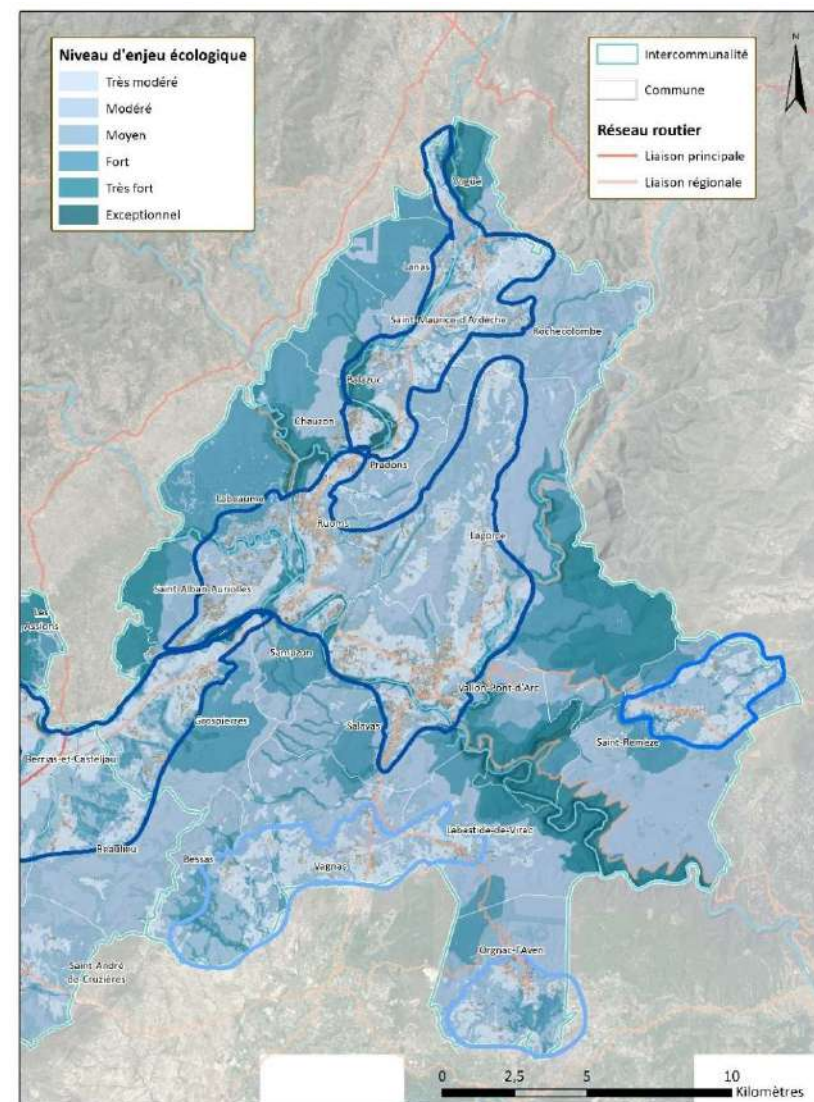 Niveau d'enjeu écologique
Très modéré
Modéré
Moyen
Fort
Très fort
Exceptionnel
Intercommunalité
Commune
Réseau routier
Liaison principale
Liaison régionale
N
Vogüé
Lanas
Saint-Maurice-d'Ardèche
Rochecolombe
Balazuc
Chauzon
Pradons
Labeaume
Ruoms
Lagorce
Saint-Alban-Auriolles
Les
Assions
Sampzon
Vallon-Pont-d'Arc
Grospierres
Salavas
Saint-Remèze
Berrias-et-Casteljau
Labastide-de-Virac
Beaulieu
Bessas
Vagnas
Orgnac-l'Aven
Saint-André
de-Cruzières
0 2,5 5 10
Kilomètres